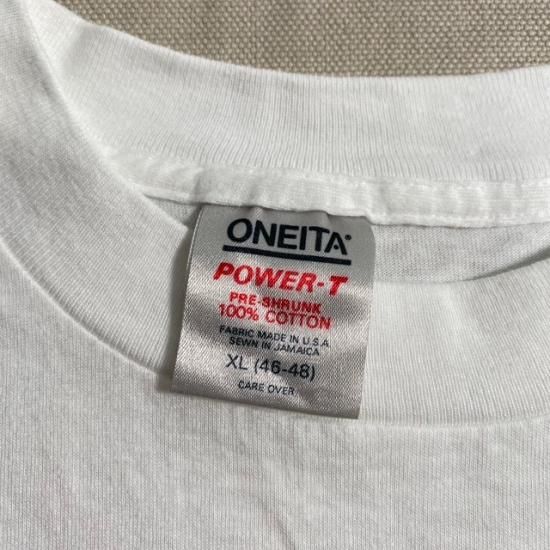 ONEITA®
POWER-T
PRE-SHRUNK
100% COTTON
FABRIC MADE IN U.S.A
SEWN IN JAMAICA
XL (46-48)
CARE OVER